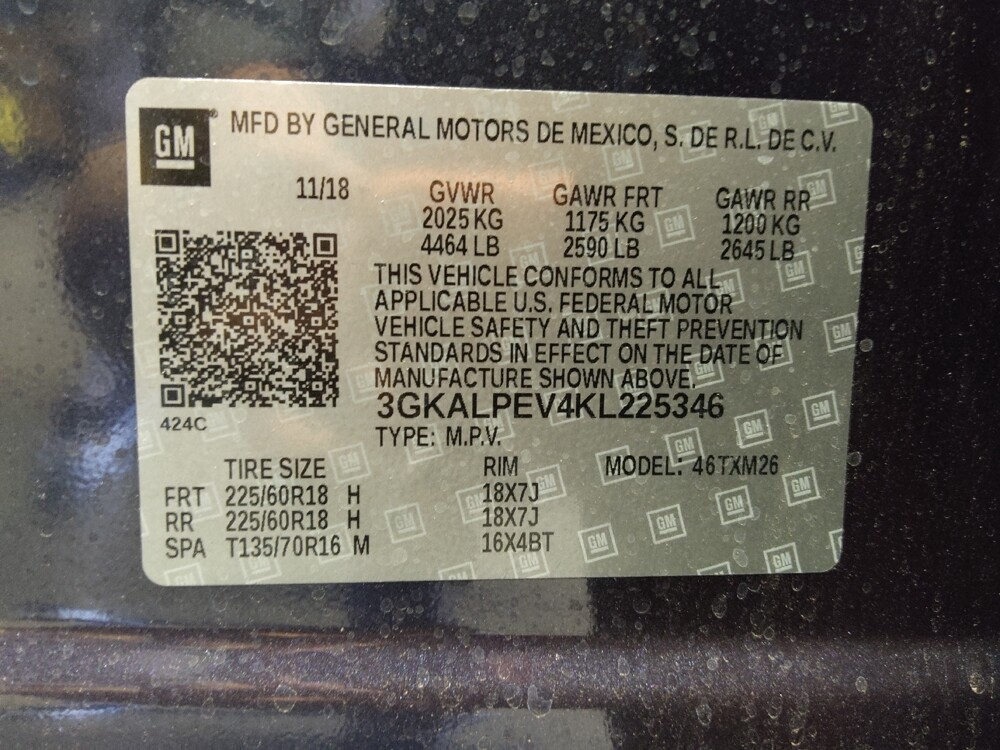 GM® MFD BY GENERAL MOTORS DE MEXICO, S. DE R.L. DE C.V.
11/18 GVWR GAWR FRT GAWR RR
2025 KG 1175 KG 1200 KG
4464 LB 2590 LB 2645 LB
THIS VEHICLE CONFORMS TO ALL
APPLICABLE U.S. FEDERAL MOTOR
VEHICLE SAFETY AND THEFT PREVENTION
STANDARDS IN EFFECT ON THE DATE OF
MANUFACTURE SHOWN ABOVE.
3GKALPEV4KL225346
424C
TYPE: M.P.V.
TIRE SIZE RIM MODEL: 46TXM26
FRT 225/60R18 H 18X7J
RR 225/60R18 H 18X7J
SPA T135/70R16 M 16X4BT